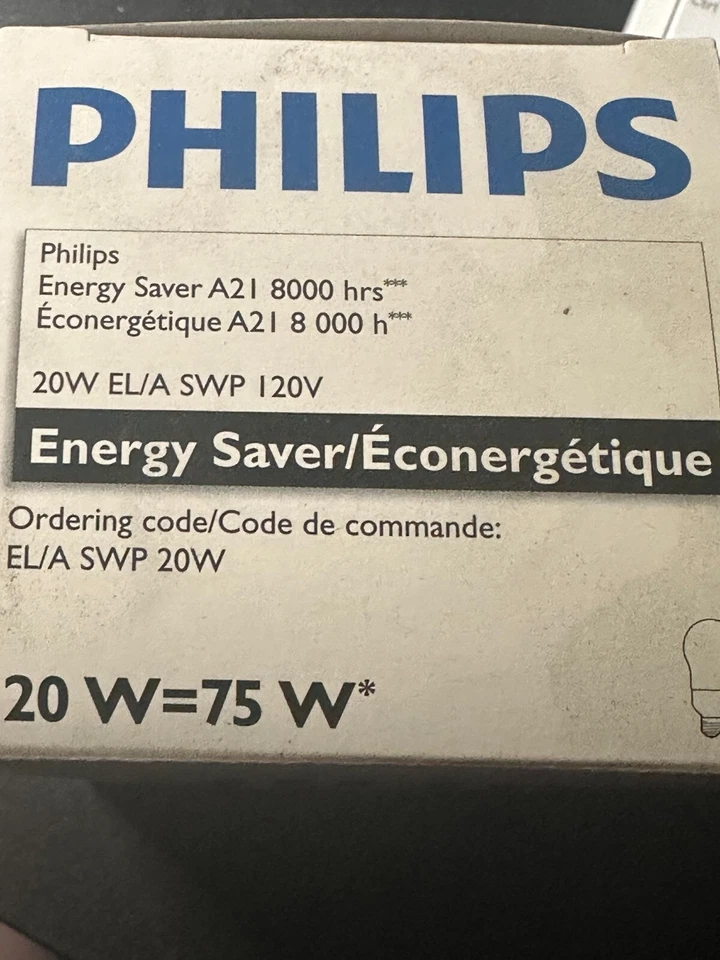 PHILIPS
Philips
Energy Saver A21 8000 hrs***
Éconergétique A21 8 000 h***
20W EL/A SWP 120V
Energy Saver/Éconergétique
Ordering code/Code de commande:
EL/A SWP 20W
20 W=75 W*